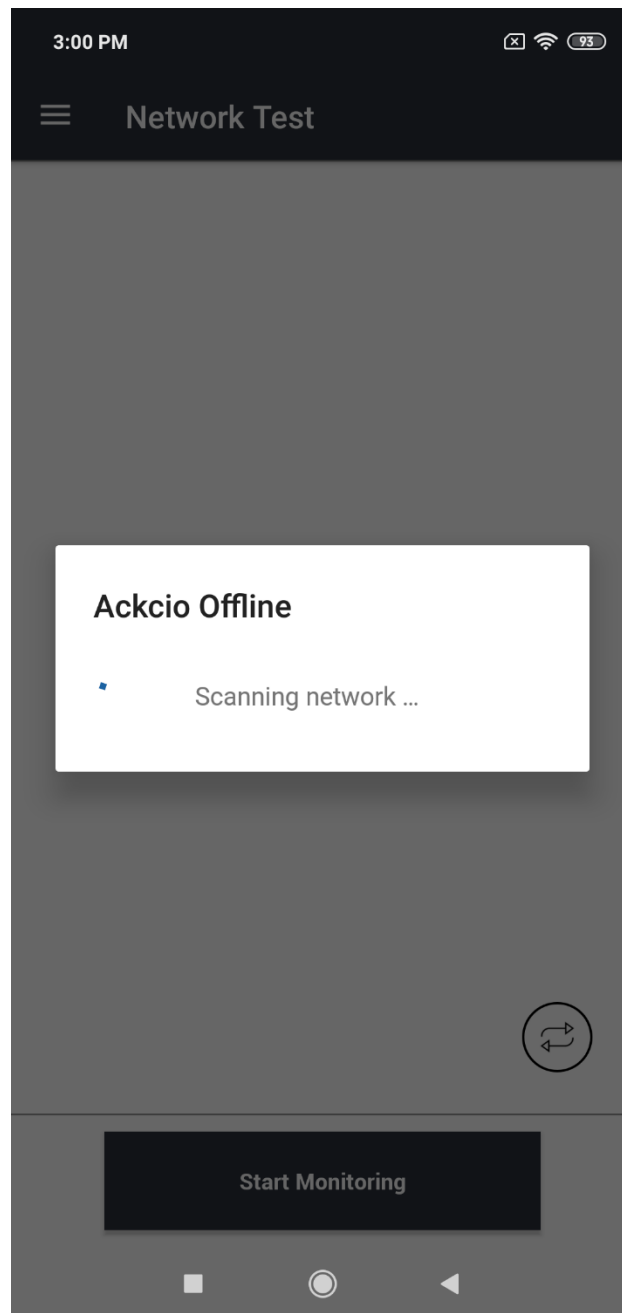 3:00 PM
93
Network Test
Ackcio Offline
Scanning network ...
Start Monitoring